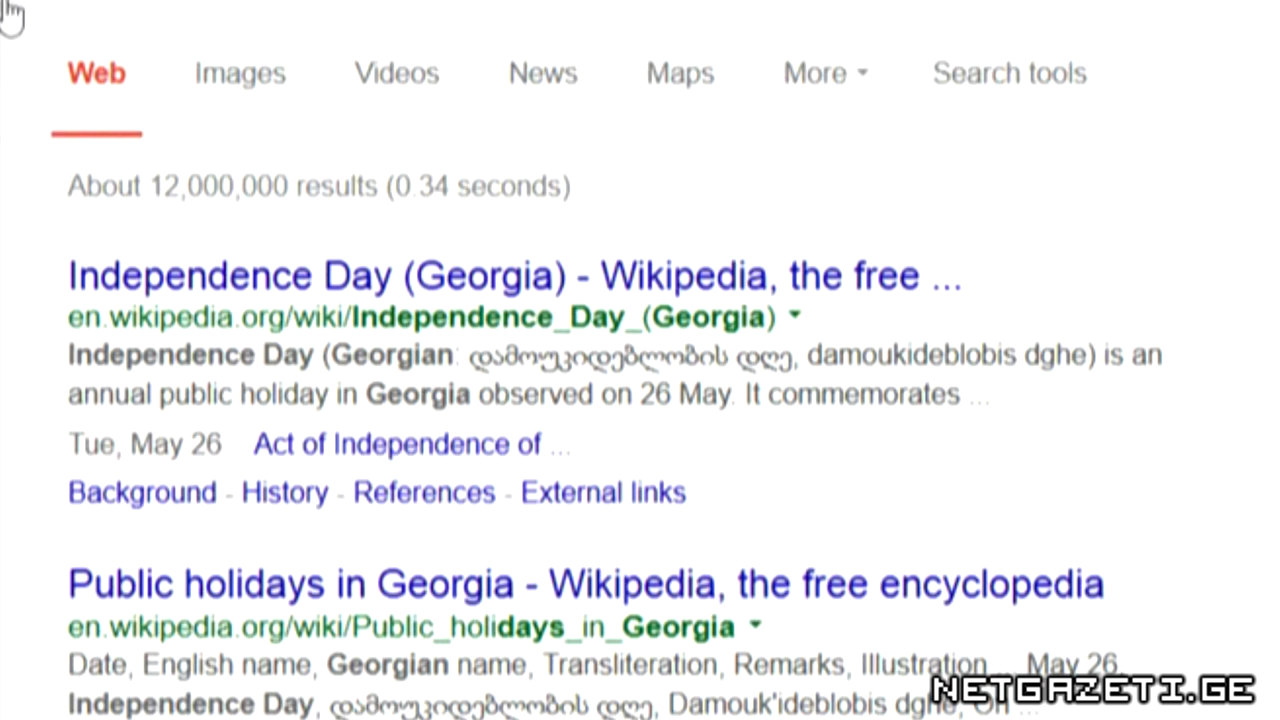 Web Images Videos News Maps More Search tools
About 12,000,000 results (0.34 seconds)
Independence Day (Georgia) - Wikipedia, the free ...
en.wikipedia.org/wiki/Independence_Day_(Georgia)
Independence Day (Georgian: დამოუკიდებლობის დღე, damoukideblobis dghe) is an
annual public holiday in Georgia observed on 26 May. It commemorates ...
Tue, May 26 Act of Independence of ...
Background - History - References - External links
Public holidays in Georgia - Wikipedia, the free encyclopedia
en.wikipedia.org/wiki/Public_holidays_in_Georgia
Date, English name, Georgian name, Transliteration, Remarks, Illustration ... May 26,
Independence Day, დამოუკიდებლობის დღე, Damouk'ideblobis dghe, On ...
NETGAZETI.GE